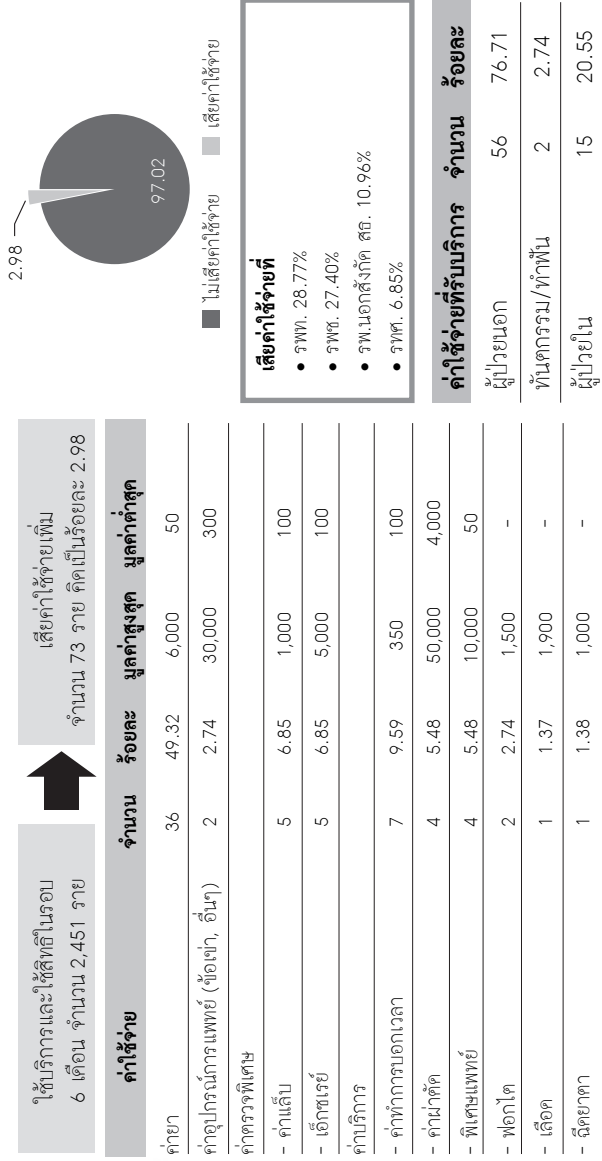 ใช้บริการและใช้สิทธิในรอบ
6 เดือน จำนวน 2,451 ราย
เสียค่าใช้จ่ายเพิ่ม
จำนวน 73 ราย คิดเป็นร้อยละ 2.98
ค่าใช้จ่าย จำนวน ร้อยละ มูลค่าสูงสุด มูลค่าต่ำสุด
ค่ายา 36 49.32 6,000 50
ค่าอุปกรณ์การแพทย์ (ข้อเข่า, อื่นๆ) 2 2.74 30,000 300
ค่าตรวจพิเศษ
- ค่าแล็บ 5 6.85 1,000 100
- เอ็กซเรย์ 5 6.85 5,000 100
ค่าบริการ
- ค่าทำการนอกเวลา 7 9.59 350 100
- ค่าผ่าตัด 4 5.48 50,000 4,000
- พิเศษแพทย์ 4 5.48 10,000 50
- ฟอกไต 2 2.74 1,500 -
- เลือด 1 1.37 1,900 -
- ฉีดยาตา 1 1.38 1,000 -
2.98
97.02
ไม่เสียค่าใช้จ่าย เสียค่าใช้จ่าย
เสียค่าใช้จ่ายที่
• รพท. 28.77%
• รพช. 27.40%
• รพ.นอกสังกัด สธ. 10.96%
• รพศ. 6.85%
ค่าใช้จ่ายที่รับบริการ จำนวน ร้อยละ
ผู้ป่วยนอก 56 76.71
ทันตกรรม/ทำฟัน 2 2.74
ผู้ป่วยใน 15 20.55